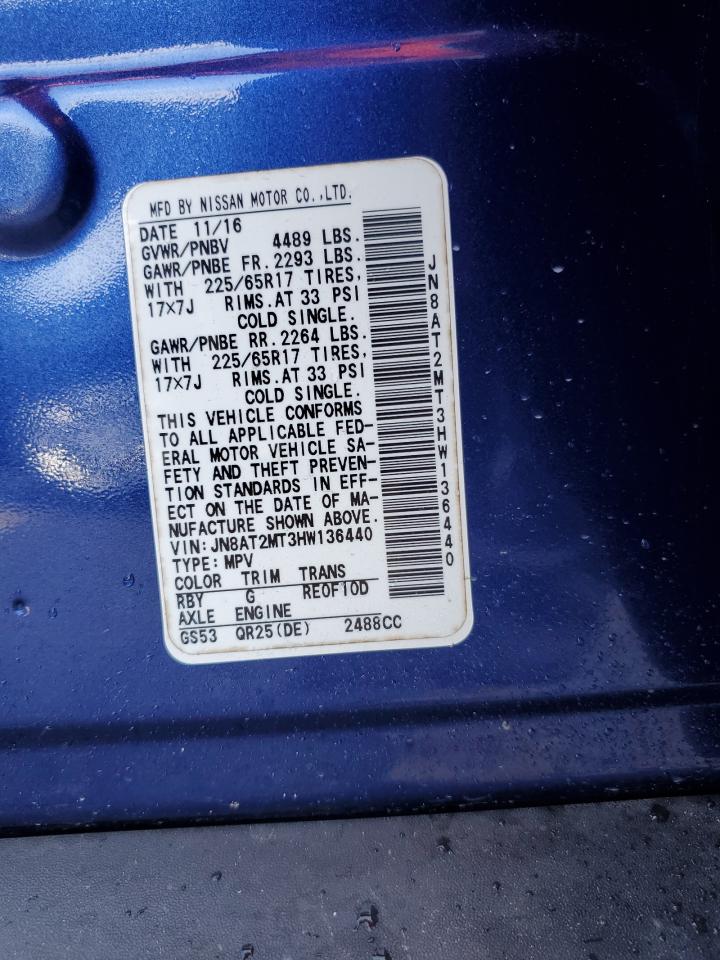 MFD BY NISSAN MOTOR CO.,LTD.
DATE 11/16
GVWR/PNBV 4489 LBS.
GAWR/PNBE FR.2293 LBS.
WITH 225/65R17 TIRES,
17X7J RIMS.AT 33 PSI
COLD SINGLE.
GAWR/PNBE RR.2264 LBS.
WITH 225/65R17 TIRES,
17X7J RIMS.AT 33 PSI
COLD SINGLE.
THIS VEHICLE CONFORMS
TO ALL APPLICABLE FED-
ERAL MOTOR VEHICLE SA-
FETY AND THEFT PREVEN-
TION STANDARDS IN EFF-
ECT ON THE DATE OF MA-
NUFACTURE SHOWN ABOVE.
VIN:JN8AT2MT3HW136440
TYPE:MPV
COLOR TRIM TRANS
RBY G RE0F10D
AXLE ENGINE
GS53 QR25(DE) 2488CC
JN8AT2MT3HW136440